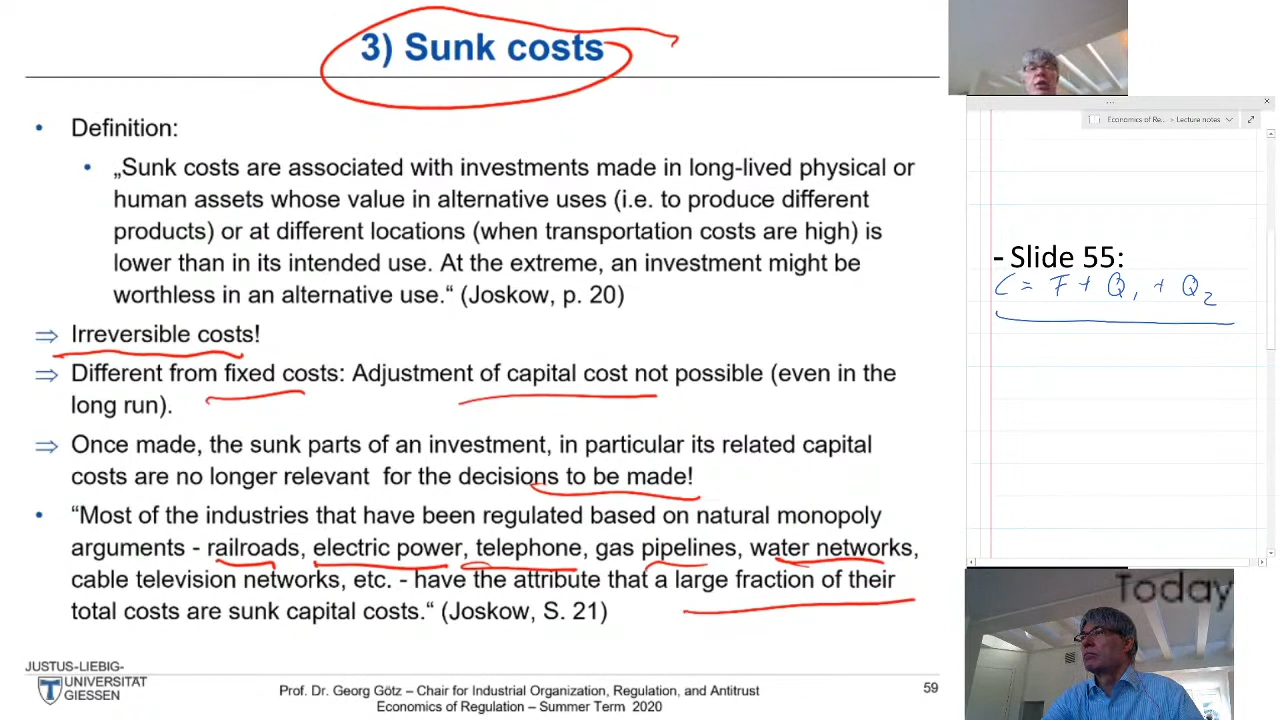 3) Sunk costs
• Definition:
• „Sunk costs are associated with investments made in long-lived physical or
human assets whose value in alternative uses (i.e. to produce different
products) or at different locations (when transportation costs are high) is
lower than in its intended use. At the extreme, an investment might be
worthless in an alternative use.“ (Joskow, p. 20)
⇒ Irreversible costs!
⇒ Different from fixed costs: Adjustment of capital cost not possible (even in the
long run).
⇒ Once made, the sunk parts of an investment, in particular its related capital
costs are no longer relevant for the decisions to be made!
• “Most of the industries that have been regulated based on natural monopoly
arguments - railroads, electric power, telephone, gas pipelines, water networks,
cable television networks, etc. - have the attribute that a large fraction of their
total costs are sunk capital costs.“ (Joskow, S. 21)
JUSTUS-LIEBIG-
UNIVERSITAT
GIESSEN
Prof. Dr. Georg Götz – Chair for Industrial Organization, Regulation, and Antitrust
Economics of Regulation – Summer Term 2020
59
Economics of Re... › Lecture notes
- Slide 55:
C = F + Q1 + Q2
Today